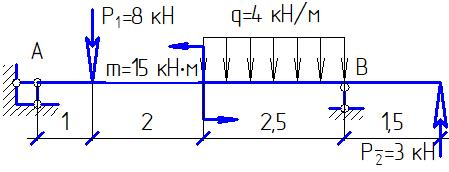 P₁=8 кН
q=4 кН/м
A
m=15 кН·м
B
1
2
2,5
1,5
P₂=3 кН